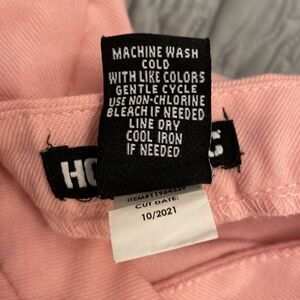 MACHINE WASH
COLD
WITH LIKE COLORS
GENTLE CYCLE
USE NON-CHLORINE
BLEACH IF NEEDED
LINE DRY
COOL IRON
IF NEEDED
CUT DATE:
10/2021